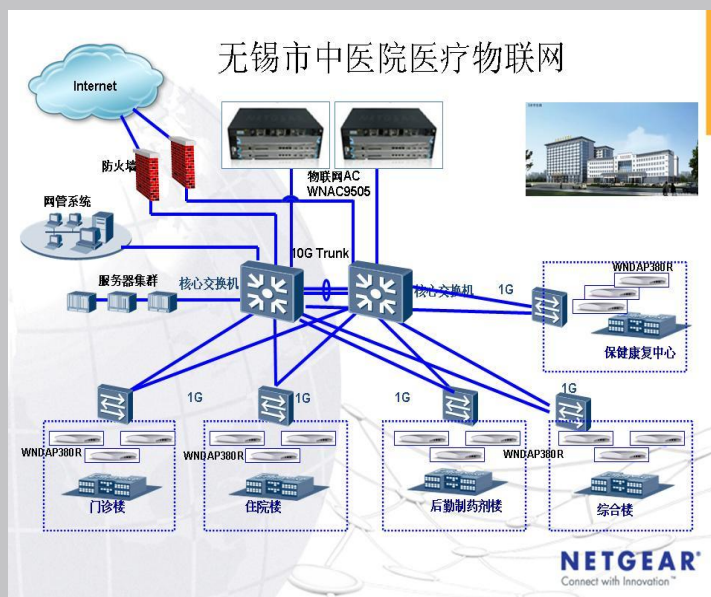 无锡市中医院医疗物联网
Internet
防火墙
物联网AC
WNAC9505
网管系统
10G Trunk
服务器集群
核心交换机
核心交换机
1G
WNDAP380R
保健康复中心
1G
1G
1G
1G
WNDAP380R
WNDAP380R
WNDAP380R
WNDAP380R
门诊楼
住院楼
后勤制药剂楼
综合楼
NETGEAR®
Connect with Innovation™